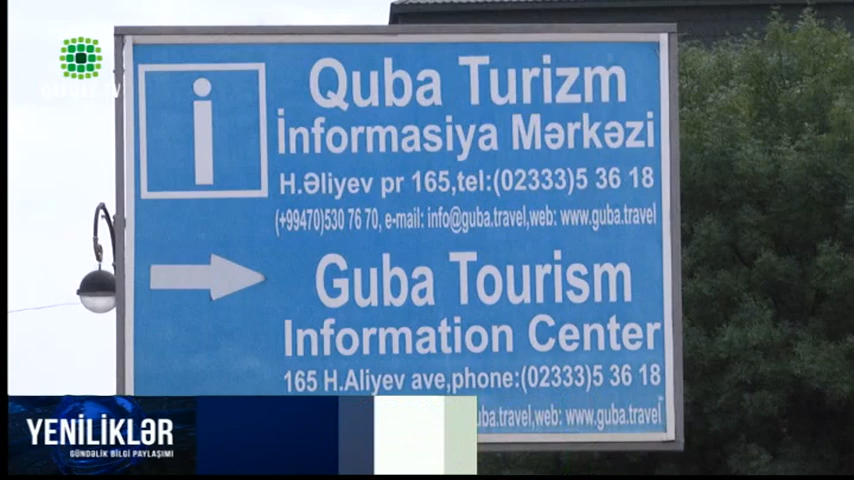 i
Quba Turizm
İnformasiya Mərkəzi
H.Əliyev pr 165,tel:(02333)5 36 18
(+99470)530 76 70, e-mail: info@guba.travel,web: www.guba.travel
Guba Tourism
Information Center
165 H.Aliyev ave,phone:(02333)5 36 18
guba.travel,web: www.guba.travel
YENİLİKLƏR
GÜNDƏLİK BİLGİ PAYLAŞIMI